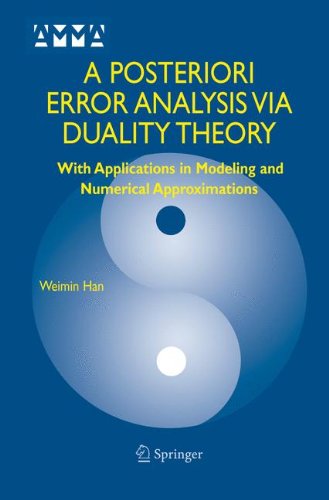 AMMA
A POSTERIORI
ERROR ANALYSIS VIA
DUALITY THEORY
With Applications in Modeling and
Numerical Approximations
Weimin Han
Springer